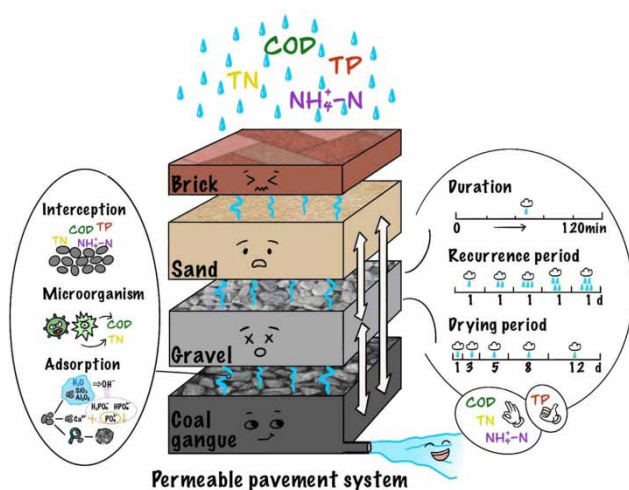 COD
TP
TN
NH₄⁺-N
Brick
Sand
Gravel
Coal
gangue
Permeable pavement system
Interception
COD TP
TN NH₄⁺-N
Microorganism
COD
TN
Adsorption
H₂O ⇒OH⁻
SiO₂
Al₂O₃
H₂PO₄⁻ HPO₄²⁻
Ca²⁺ + PO₄³⁻ ↓
Duration
0 → 120min
Recurrence period
1 1 1 1 1 d
Drying period
1 3 5 8 12 d
COD
TN
NH₄⁺-N
TP